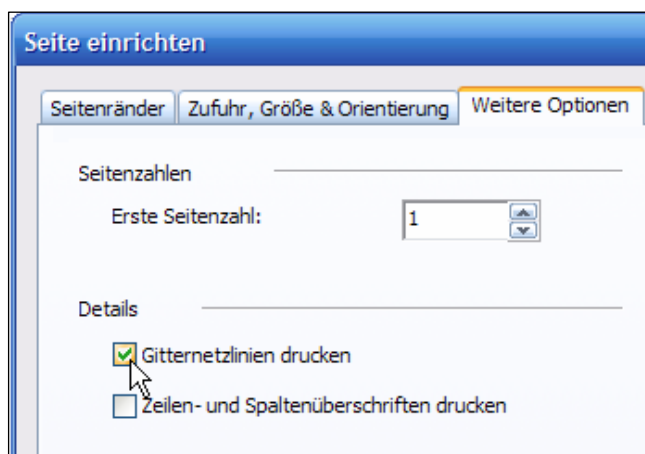 Seite einrichten
Seitenränder Zufuhr, Größe & Orientierung Weitere Optionen
Seitenzahlen
Erste Seitenzahl: 1
Details
Gitternetzlinien drucken
Zeilen- und Spaltenüberschriften drucken